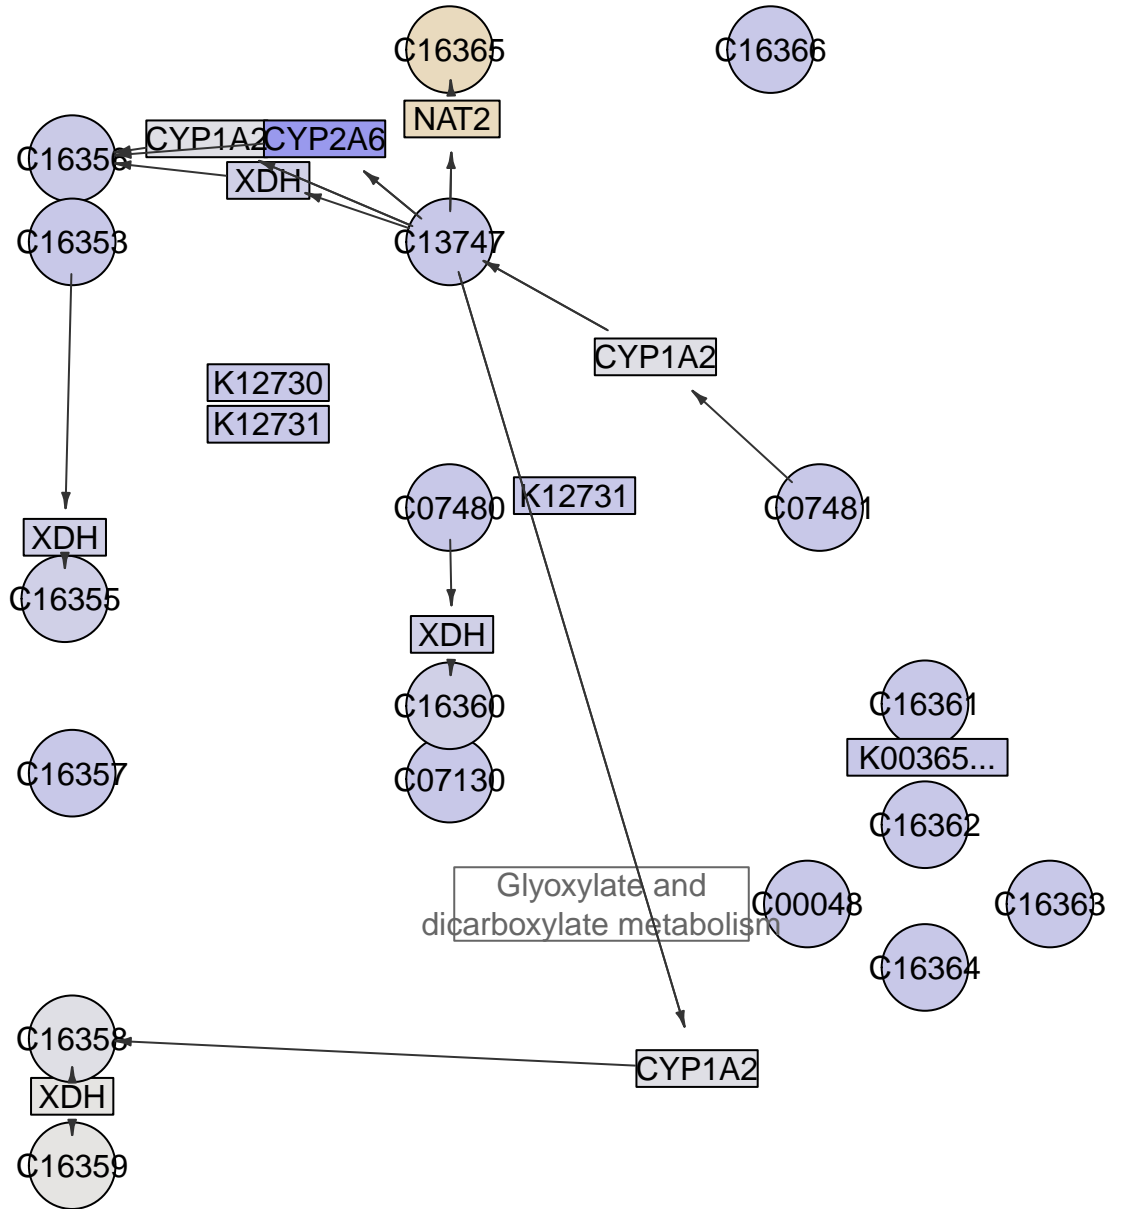 C16365
C16366
NAT2
CYP1A2
CYP2A6
C16356
XDH
C16353
C13747
CYP1A2
K12730
K12731
K12731
C07480
C07481
XDH
C16355
XDH
C16360
C16361
K00365...
C16357
C07130
C16362
Glyoxylate and
dicarboxylate metabolism
C00048
C16363
C16364
C16358
CYP1A2
XDH
C16359